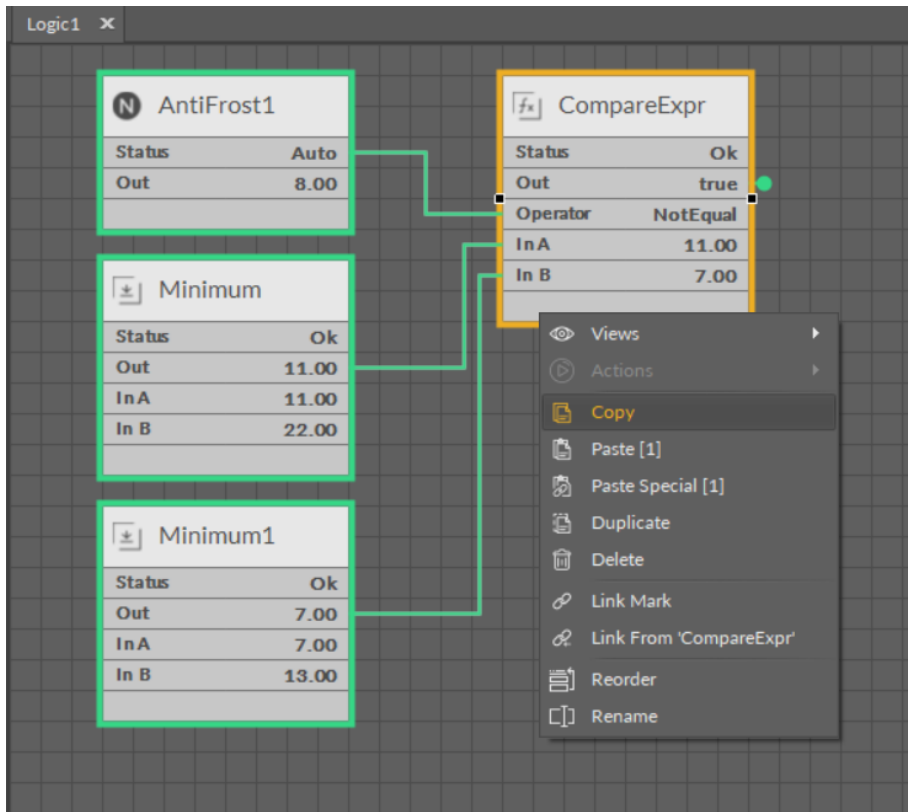 Logic1
AntiFrost1
Status Auto
Out 8.00
Minimum
Status Ok
Out 11.00
In A 11.00
In B 22.00
Minimum1
Status Ok
Out 7.00
In A 7.00
In B 13.00
CompareExpr
Status Ok
Out true
Operator NotEqual
In A 11.00
In B 7.00
Views
Actions
Copy
Paste [1]
Paste Special [1]
Duplicate
Delete
Link Mark
Link From 'CompareExpr'
Reorder
Rename